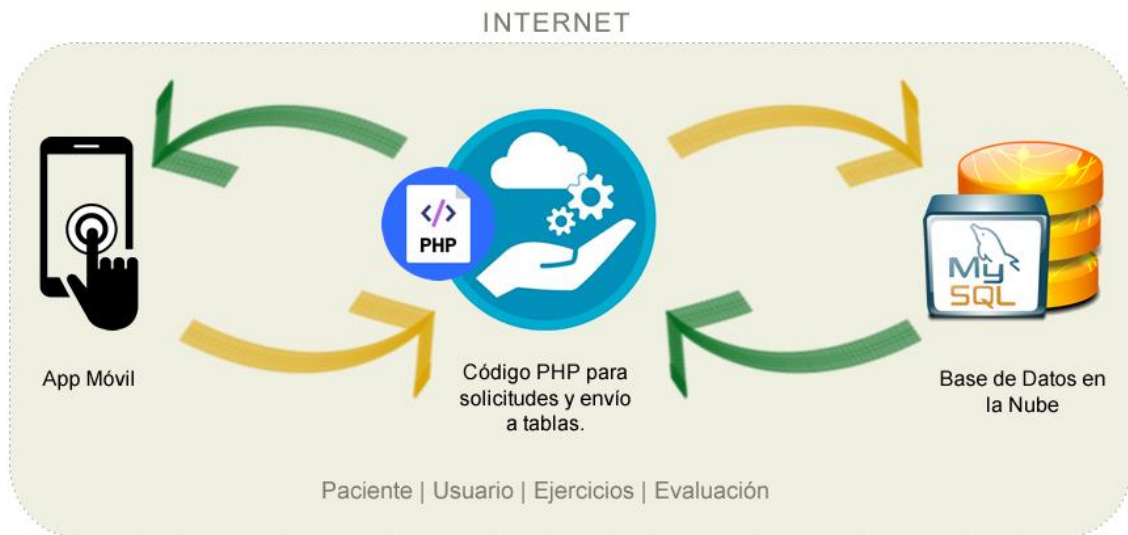 INTERNET
</>
PHP
My
SQL
App Móvil
Código PHP para
solicitudes y envío
a tablas.
Base de Datos en
la Nube
Paciente | Usuario | Ejercicios | Evaluación